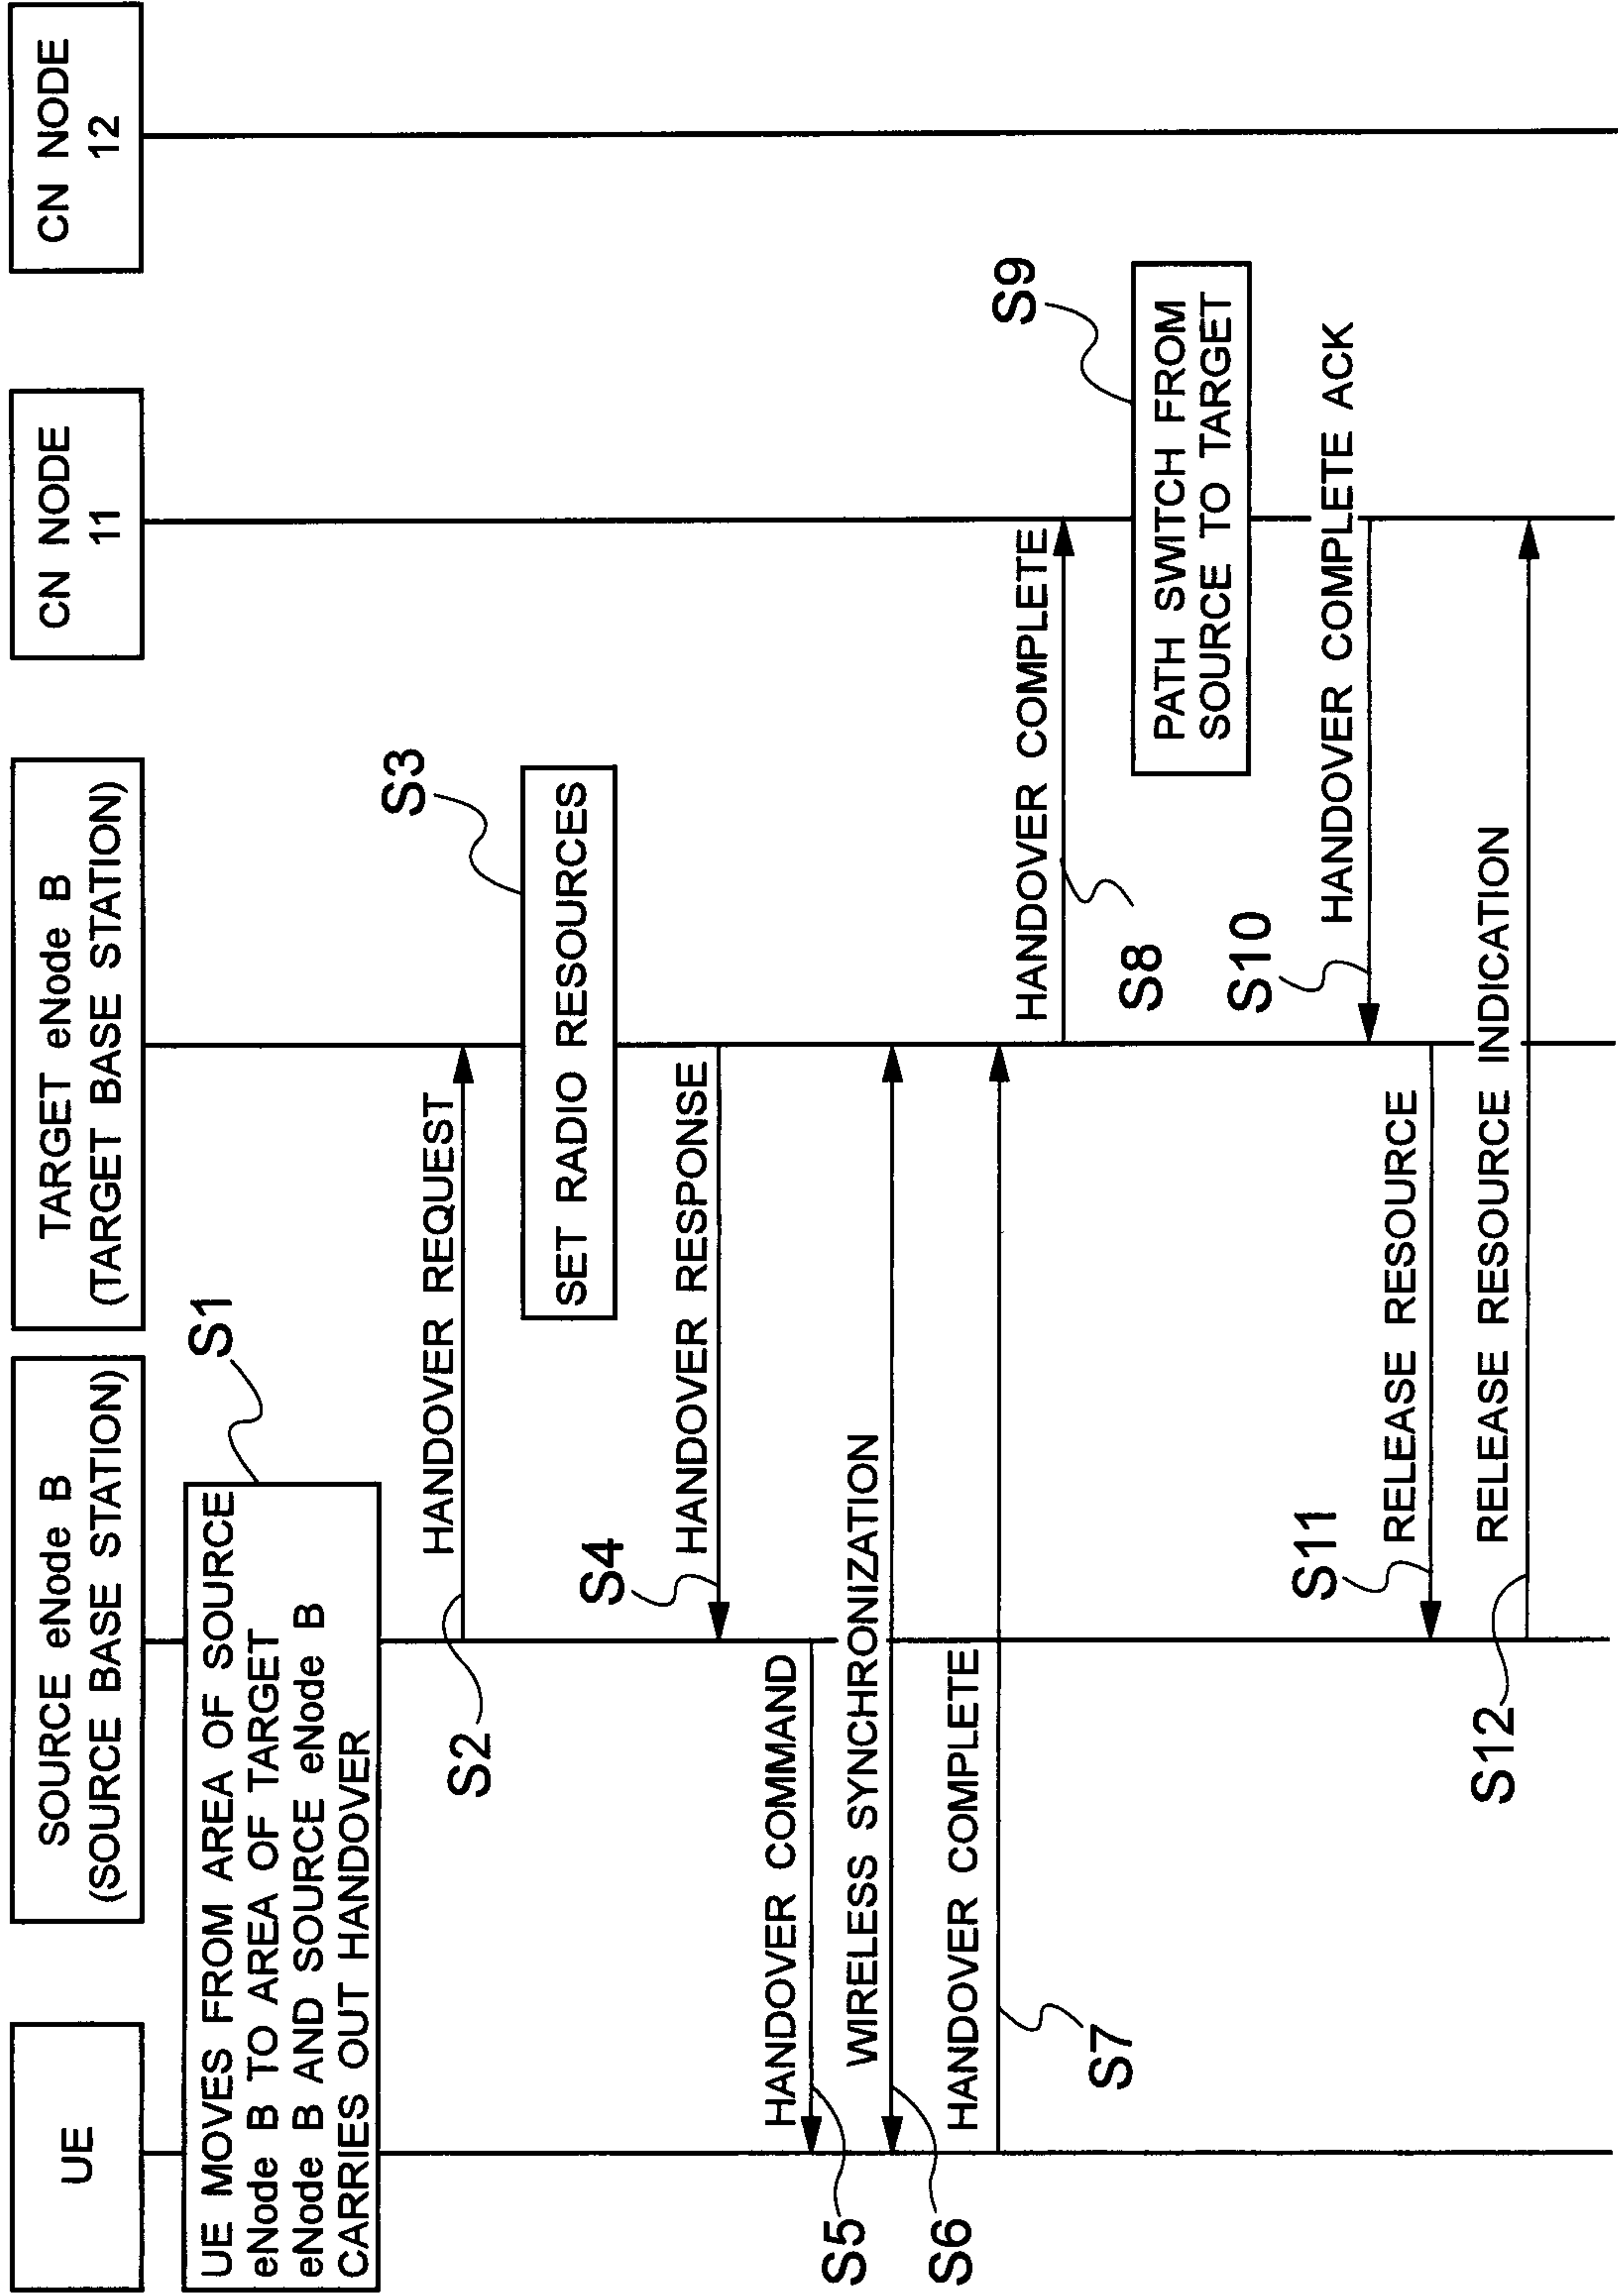 UE
SOURCE eNode B
(SOURCE BASE STATION)
TARGET eNode B
(TARGET BASE STATION)
CN NODE
11
CN NODE
12
UE MOVES FROM AREA OF SOURCE
eNode B TO AREA OF TARGET
eNode B AND SOURCE eNode B
CARRIES OUT HANDOVER
S1
HANDOVER REQUEST
S2
S3
SET RADIO RESOURCES
HANDOVER RESPONSE
S4
HANDOVER COMMAND
S5
WIRELESS SYNCHRONIZATION
S6
HANDOVER COMPLETE
S7
HANDOVER COMPLETE
S8
S9
PATH SWITCH FROM
SOURCE TO TARGET
S10
HANDOVER COMPLETE ACK
S11
RELEASE RESOURCE
RELEASE RESOURCE INDICATION
S12